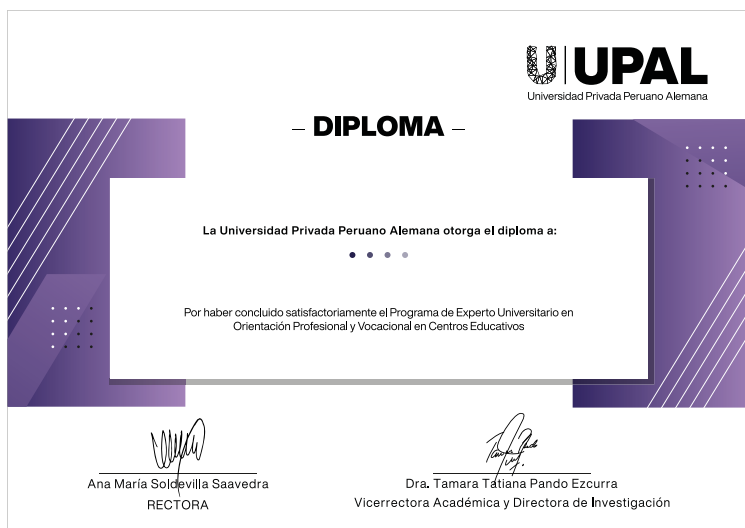 UPAL
Universidad Privada Peruano Alemana
– DIPLOMA –
La Universidad Privada Peruano Alemana otorga el diploma a:
Por haber concluido satisfactoriamente el Programa de Experto Universitario en
Orientación Profesional y Vocacional en Centros Educativos
Ana María Soldevilla Saavedra
RECTORA
Dra. Tamara Tatiana Pando Ezcurra
Vicerrectora Académica y Directora de Investigación